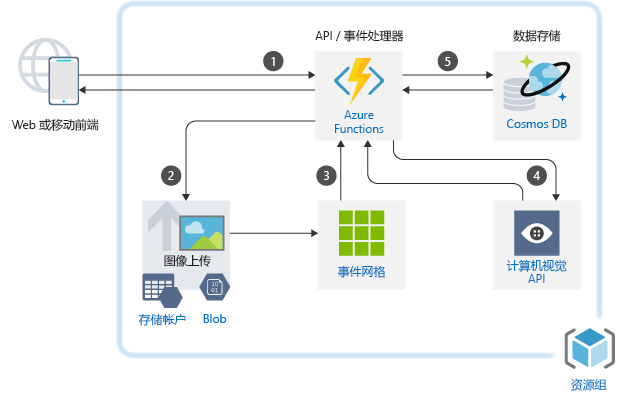 API / 事件处理器
数据存储
1
5
Azure
Functions
Cosmos DB
Web 或移动前端
2
3
4
10
01
图像上传
事件网格
计算机视觉
API
存储帐户
Blob
资源组